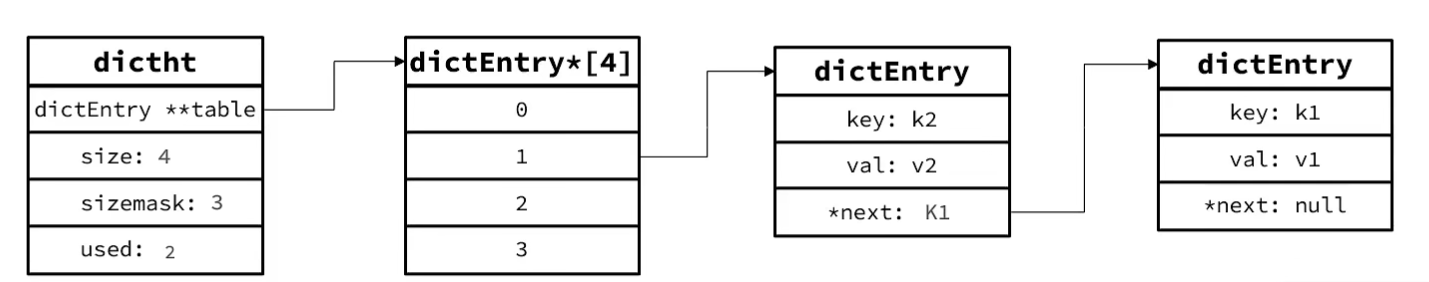 dictht
dictEntry **table
size: 4
sizemask: 3
used: 2
dictEntry*[4]
0
1
2
3
dictEntry
key: k2
val: v2
*next: K1
dictEntry
key: k1
val: v1
*next: null